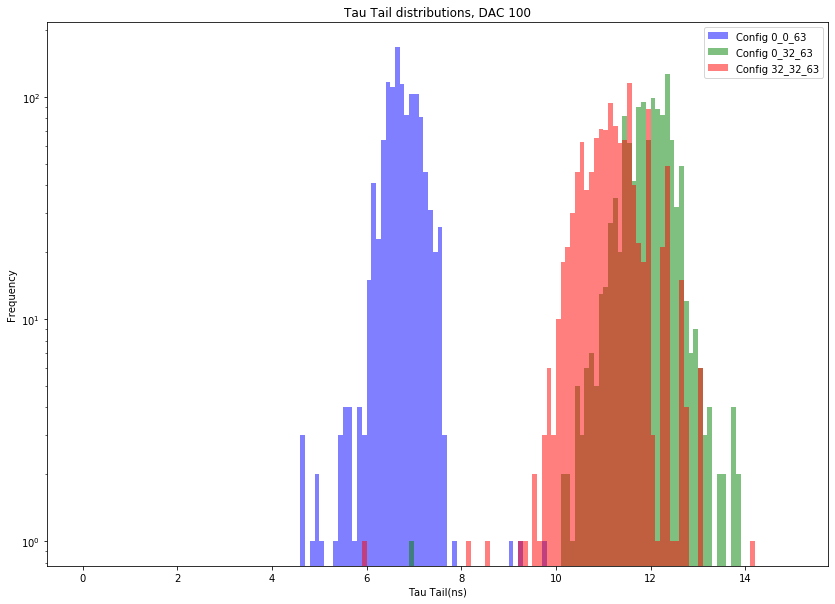 Tau Tail distributions, DAC 100
Config 0_0_63
Config 0_32_63
Config 32_32_63
Frequency
10²
10¹
10⁰
0 2 4 6 8 10 12 14
Tau Tail(ns)